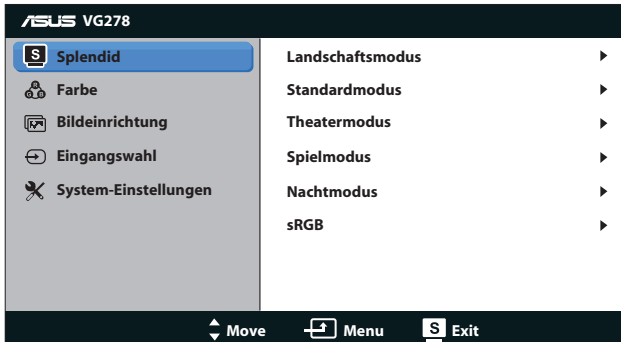 ASUS VG278
S Splendid
Farbe
Bildeinrichtung
Eingangswahl
System-Einstellungen
Landschaftsmodus
Standardmodus
Theatermodus
Spielmodus
Nachtmodus
sRGB
Move Menu S Exit